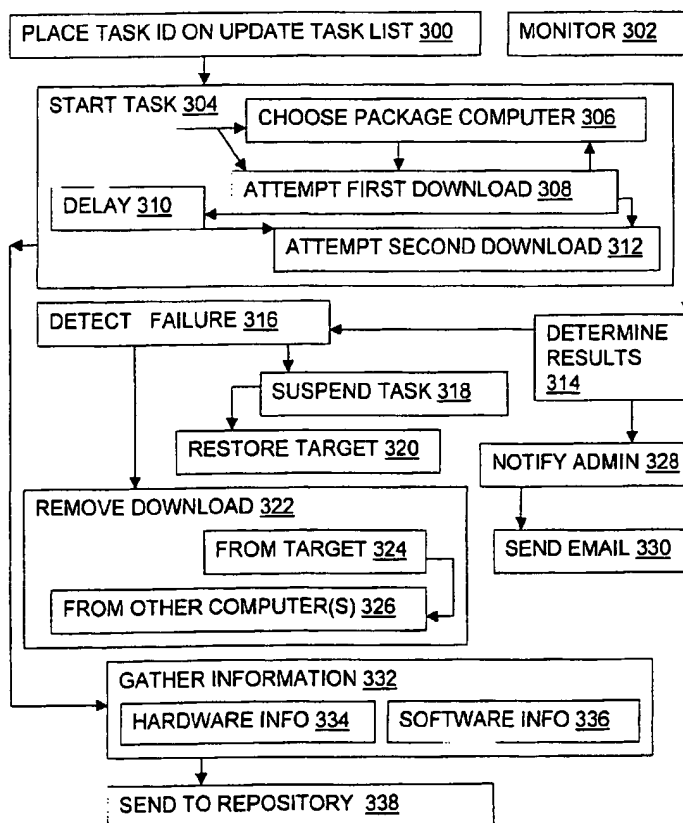 PLACE TASK ID ON UPDATE TASK LIST 300
MONITOR 302
START TASK 304
CHOOSE PACKAGE COMPUTER 306
ATTEMPT FIRST DOWNLOAD 308
DELAY 310
ATTEMPT SECOND DOWNLOAD 312
DETECT FAILURE 316
DETERMINE
RESULTS
314
SUSPEND TASK 318
RESTORE TARGET 320
NOTIFY ADMIN 328
REMOVE DOWNLOAD 322
FROM TARGET 324
SEND EMAIL 330
FROM OTHER COMPUTER(S) 326
GATHER INFORMATION 332
HARDWARE INFO 334
SOFTWARE INFO 336
SEND TO REPOSITORY 338